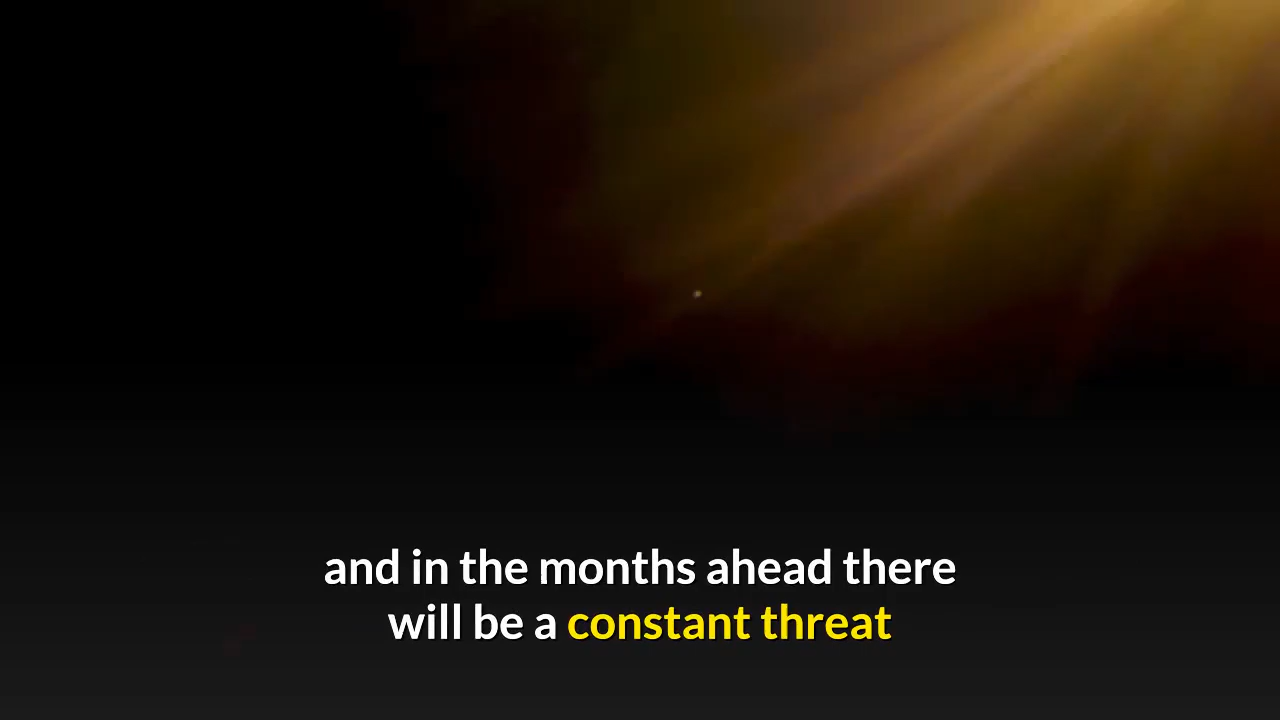 and in the months ahead there
will be a constant threat